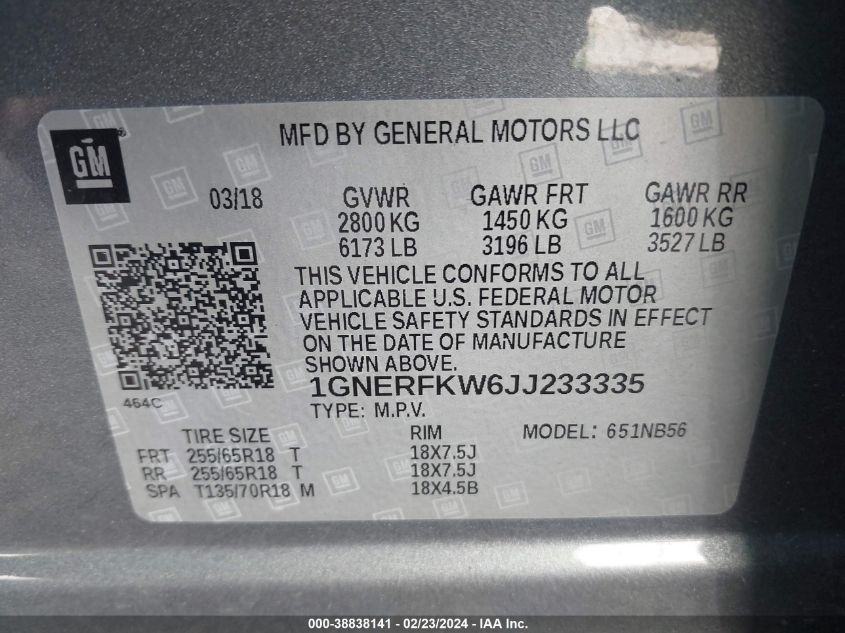 MFD BY GENERAL MOTORS LLC
GM
03/18 GVWR GAWR FRT GAWR RR
2800 KG 1450 KG 1600 KG
6173 LB 3196 LB 3527 LB
THIS VEHICLE CONFORMS TO ALL
APPLICABLE U.S. FEDERAL MOTOR
VEHICLE SAFETY STANDARDS IN EFFECT
ON THE DATE OF MANUFACTURE
SHOWN ABOVE.
1GNERFKW6JJ233335
464C
TYPE: M.P.V.
TIRE SIZE RIM MODEL: 651NB56
FRT 255/65R18 T 18X7.5J
RR 255/65R18 T 18X7.5J
SPA T135/70R18 M 18X4.5B
000-38838141 - 02/23/2024 - IAA Inc.